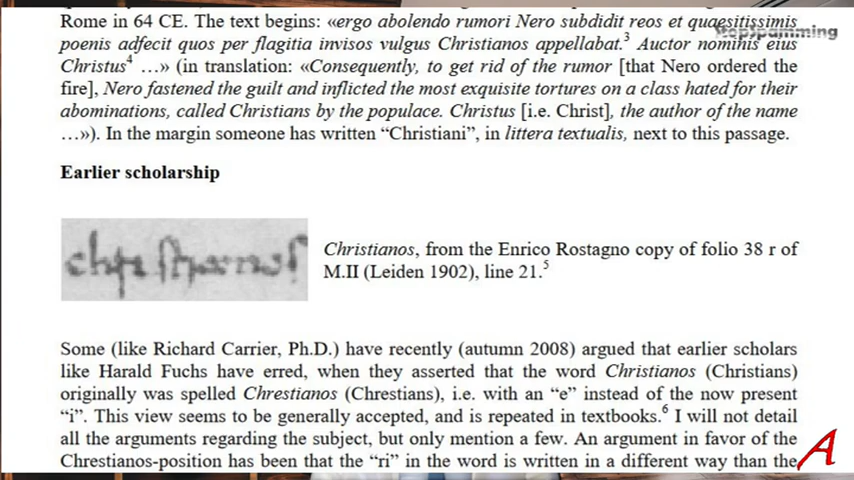 Rome in 64 CE. The text begins: «ergo abolendo rumori Nero subdidit reos et quaesitissimis
StopSpamming
poenis adfecit quos per flagitia invisos vulgus Christianos appellabat.3 Auctor nominis eius
Christus4 …» (in translation: «Consequently, to get rid of the rumor [that Nero ordered the
fire], Nero fastened the guilt and inflicted the most exquisite tortures on a class hated for their
abominations, called Christians by the populace. Christus [i.e. Christ], the author of the name
…»). In the margin someone has written “Christiani”, in littera textualis, next to this passage.
Earlier scholarship
christianos
Christianos, from the Enrico Rostagno copy of folio 38 r of
M.II (Leiden 1902), line 21.5
Some (like Richard Carrier, Ph.D.) have recently (autumn 2008) argued that earlier scholars
like Harald Fuchs have erred, when they asserted that the word Christianos (Christians)
originally was spelled Chrestianos (Chrestians), i.e. with an “e” instead of the now present
“i”. This view seems to be generally accepted, and is repeated in textbooks.6 I will not detail
all the arguments regarding the subject, but only mention a few. An argument in favor of the
Chrestianos-position has been that the “ri” in the word is written in a different way than the
A